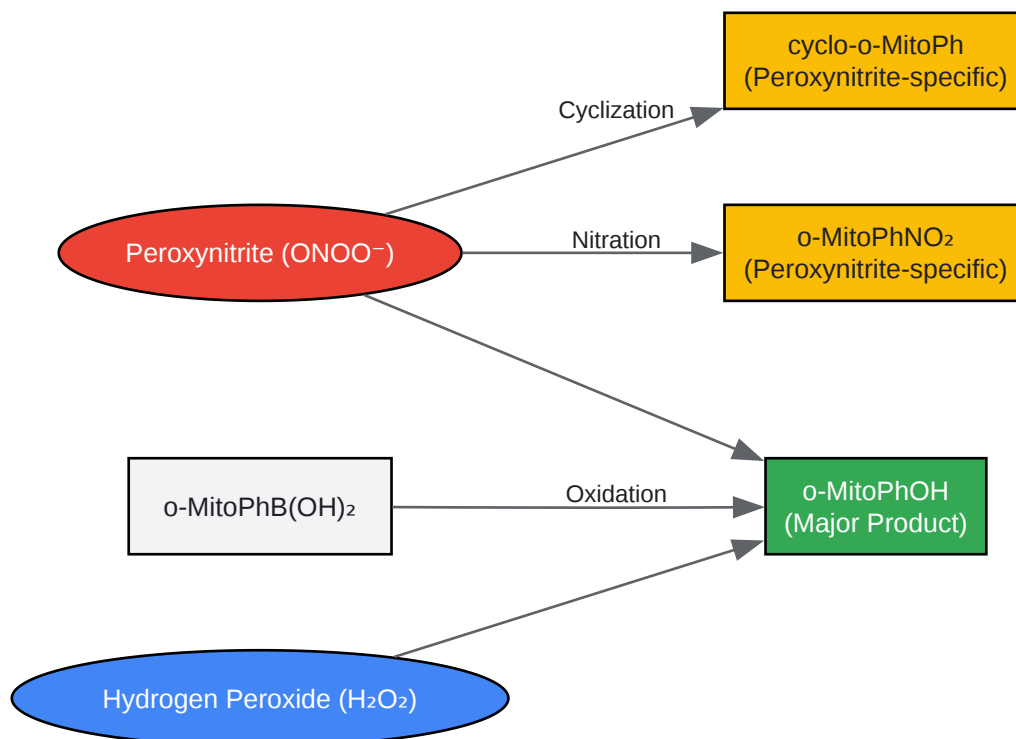 cyclo-o-MitoPh
(Peroxynitrite-specific)
Cyclization
Peroxynitrite (ONOO⁻)
Nitration
o-MitoPhNO₂
(Peroxynitrite-specific)
o-MitoPhB(OH)₂
Oxidation
o-MitoPhOH
(Major Product)
Hydrogen Peroxide (H₂O₂)